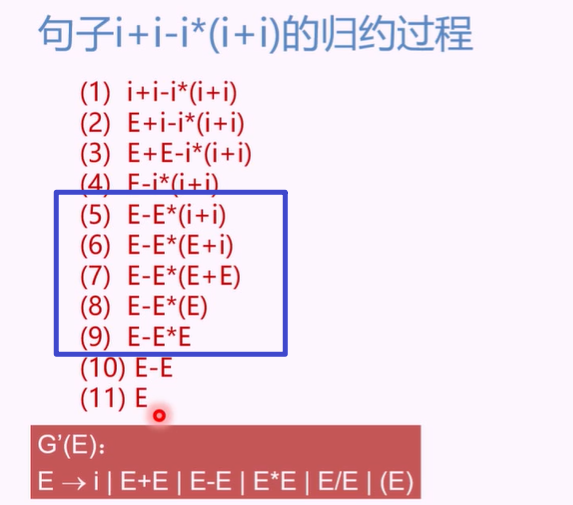 句子i+i-i*(i+i)的归约过程
(1) i+i-i*(i+i)
(2) E+i-i*(i+i)
(3) E+E-i*(i+i)
(4) E-i*(i+i)
(5) E-E*(i+i)
(6) E-E*(E+i)
(7) E-E*(E+E)
(8) E-E*(E)
(9) E-E*E
(10) E-E
(11) E
G'(E)：
E → i | E+E | E-E | E*E | E/E | (E)